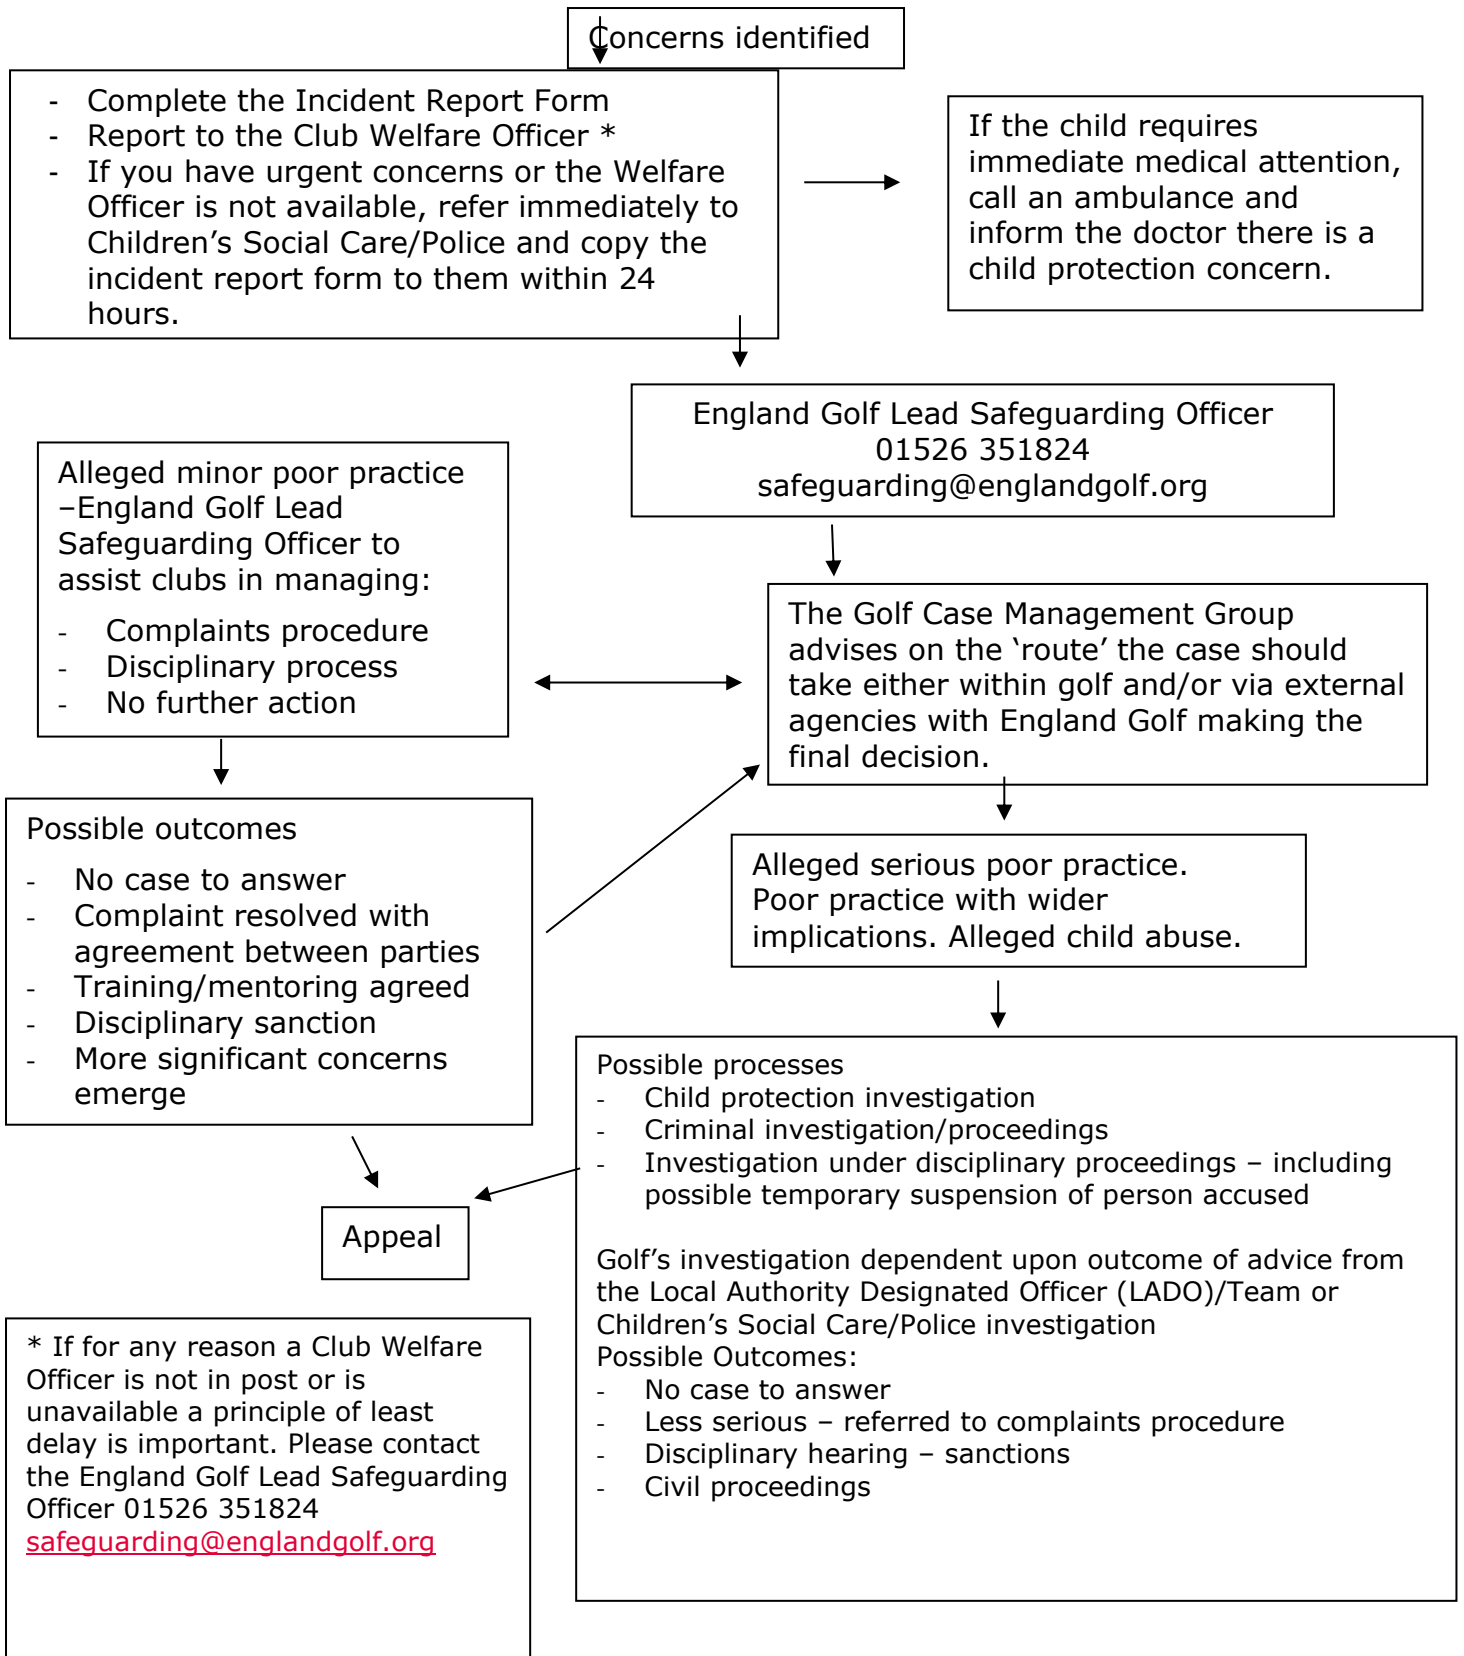 Concerns identified
- Complete the Incident Report Form
- Report to the Club Welfare Officer *
- If you have urgent concerns or the Welfare
Officer is not available, refer immediately to
Children’s Social Care/Police and copy the
incident report form to them within 24
hours.
If the child requires
immediate medical attention,
call an ambulance and
inform the doctor there is a
child protection concern.
England Golf Lead Safeguarding Officer
01526 351824
safeguarding@englandgolf.org
Alleged minor poor practice
–England Golf Lead
Safeguarding Officer to
assist clubs in managing:
- Complaints procedure
- Disciplinary process
- No further action
The Golf Case Management Group
advises on the ‘route’ the case should
take either within golf and/or via external
agencies with England Golf making the
final decision.
Possible outcomes
- No case to answer
- Complaint resolved with
agreement between parties
- Training/mentoring agreed
- Disciplinary sanction
- More significant concerns
emerge
Alleged serious poor practice.
Poor practice with wider
implications. Alleged child abuse.
Possible processes
- Child protection investigation
- Criminal investigation/proceedings
- Investigation under disciplinary proceedings – including
possible temporary suspension of person accused
Golf’s investigation dependent upon outcome of advice from
the Local Authority Designated Officer (LADO)/Team or
Children’s Social Care/Police investigation
Possible Outcomes:
- No case to answer
- Less serious – referred to complaints procedure
- Disciplinary hearing – sanctions
- Civil proceedings
Appeal
* If for any reason a Club Welfare
Officer is not in post or is
unavailable a principle of least
delay is important. Please contact
the England Golf Lead Safeguarding
Officer 01526 351824
safeguarding@englandgolf.org